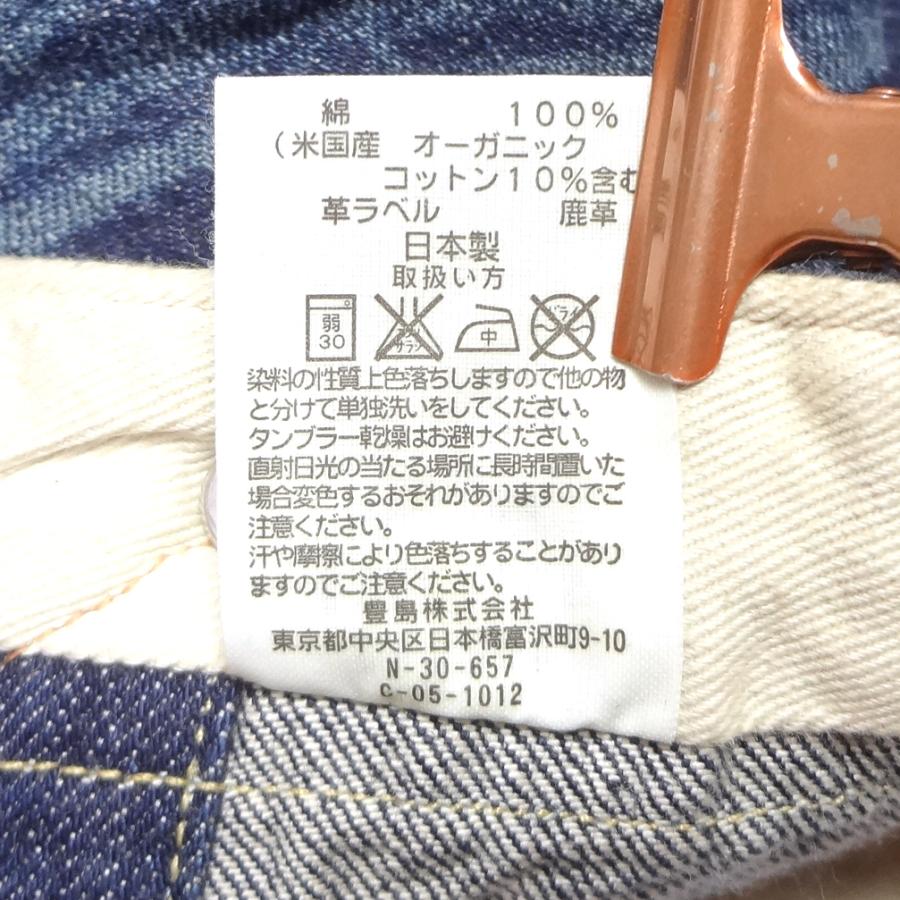 綿 100%
(米国産 オーガニック
コットン10%含む
革ラベル 鹿革
日本製
取扱い方
弱 30 エンソ サラシ 中 ドライ
染料の性質上色落ちしますので他の物
と分けて単独洗いをしてください。
タンブラー乾燥はお避けください。
直射日光の当たる場所に長時間置いた
場合変色するおそれがありますのでご
注意ください。
汗や摩擦により色落ちすることがあり
ますのでご注意ください。
豊島株式会社
東京都中央区日本橋富沢町9-10
N-30-657
C-05-1012